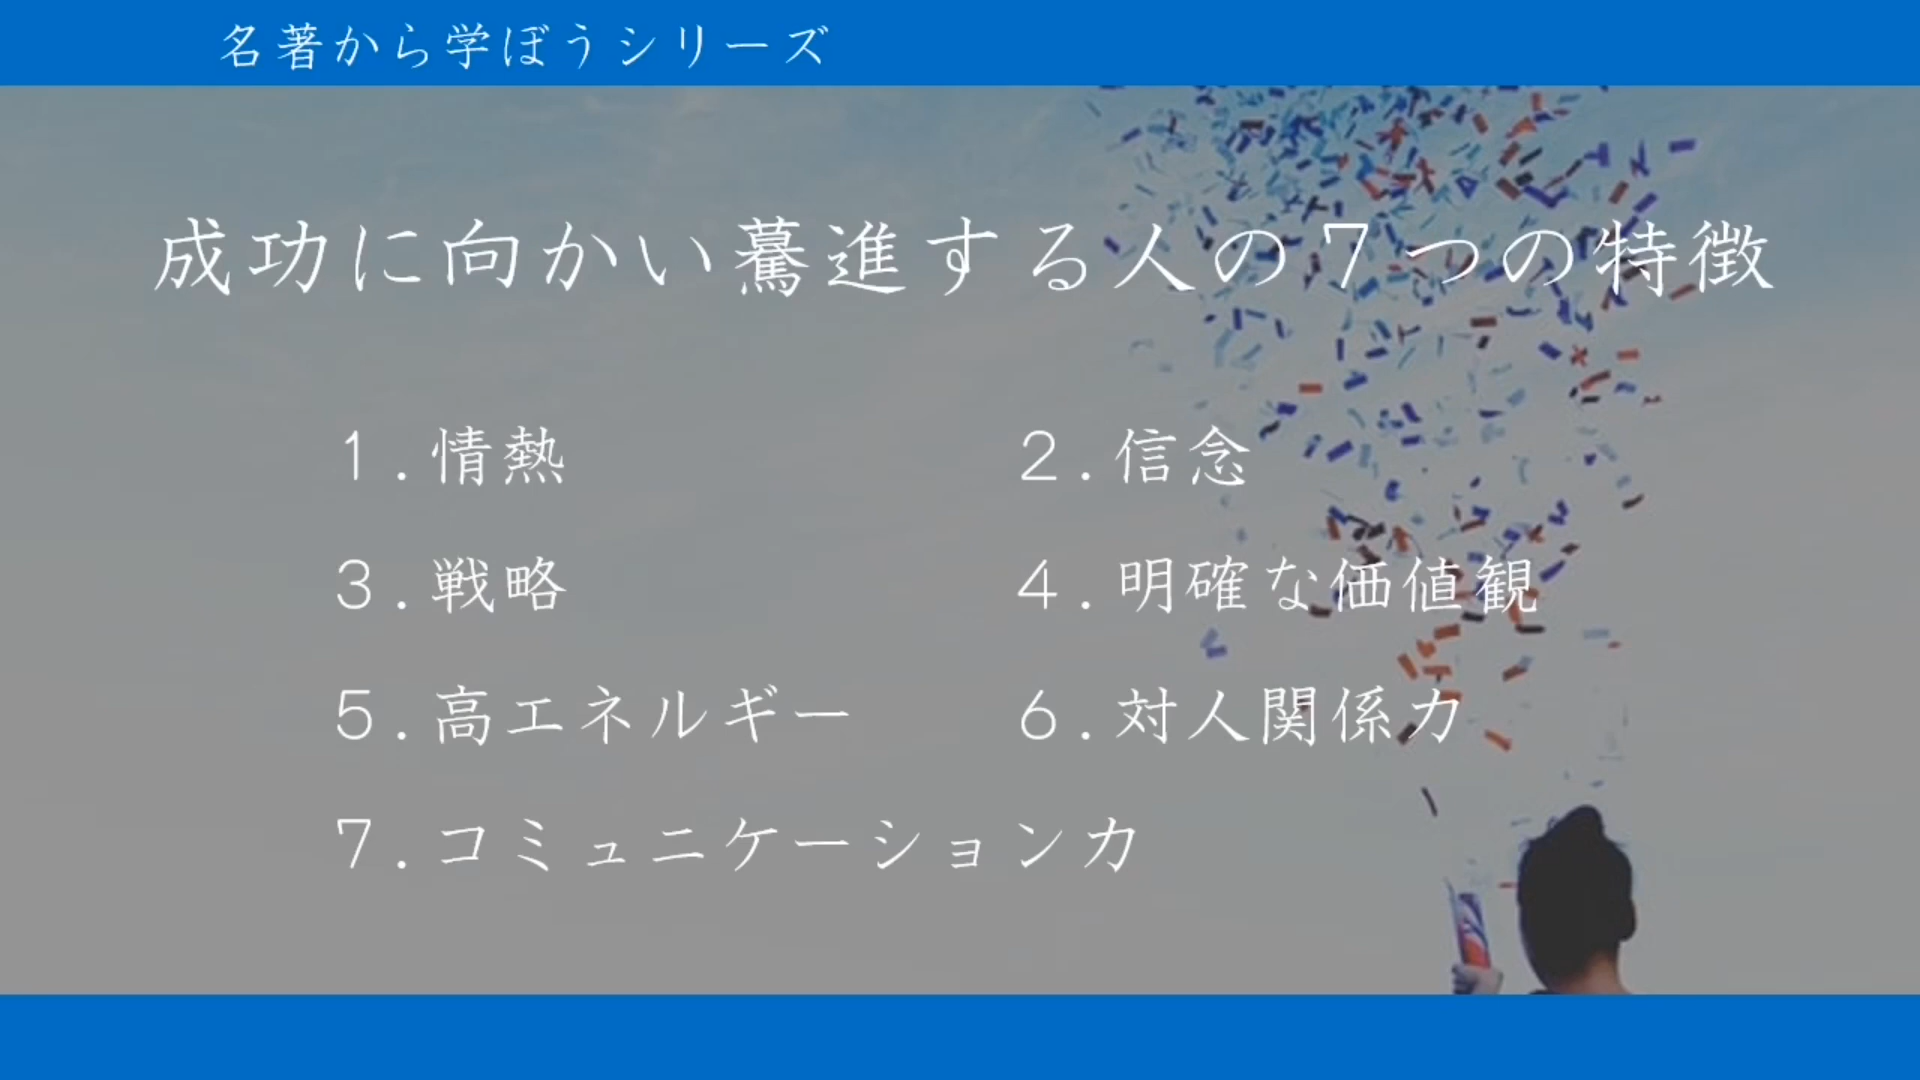 名著から学ぼうシリーズ
成功に向かい驀進する人の7つの特徴
1.情熱
2.信念
3.戦略
4.明確な価値観
5.高エネルギー
6.対人関係力
7.コミュニケーション力